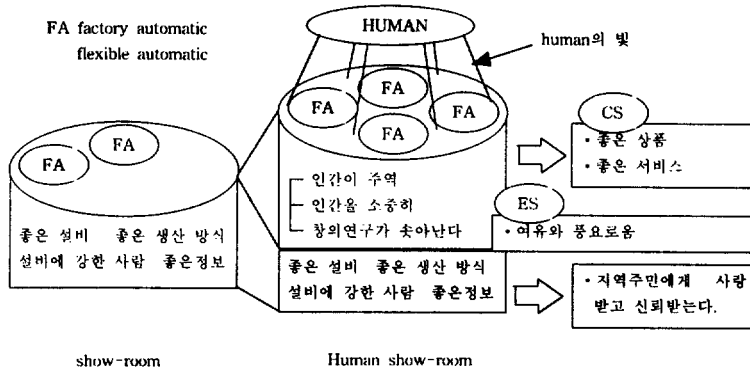 FA factory automatic
flexible automatic
HUMAN
human의 빛
FA
FA
FA
FA
FA
FA
CS
• 좋은 상품
• 좋은 서비스
인간이 주역
인간을 소중히
창의연구가 솟아난다
ES
• 여유와 풍요로움
좋은 설비 좋은 생산 방식
설비에 강한 사람 좋은정보
좋은 설비 좋은 생산 방식
설비에 강한 사람 좋은정보
• 지역주민에게 사랑
받고 신뢰받는다.
show-room
Human show-room